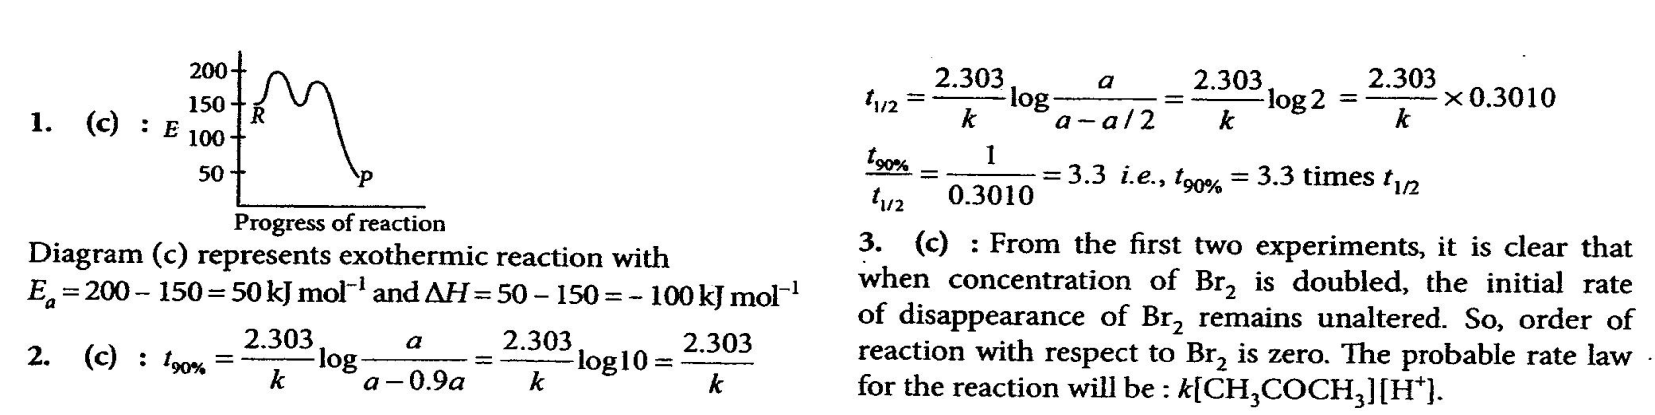 200
150
R
1. (c) : E 100
50
P
Progress of reaction
Diagram (c) represents exothermic reaction with
Eₐ = 200 – 150 = 50 kJ mol⁻¹ and ΔH = 50 – 150 = – 100 kJ mol⁻¹
2. (c) : t₉₀% = 2.303/k log a/(a – 0.9a) = 2.303/k log10 = 2.303/k
t₁/₂ = 2.303/k log a/(a – a/2) = 2.303/k log 2 = 2.303/k × 0.3010
t₉₀%/t₁/₂ = 1/0.3010 = 3.3 i.e., t₉₀% = 3.3 times t₁/₂
3. (c) : From the first two experiments, it is clear that
when concentration of Br₂ is doubled, the initial rate
of disappearance of Br₂ remains unaltered. So, order of
reaction with respect to Br₂ is zero. The probable rate law
for the reaction will be : k[CH₃COCH₃][H⁺].